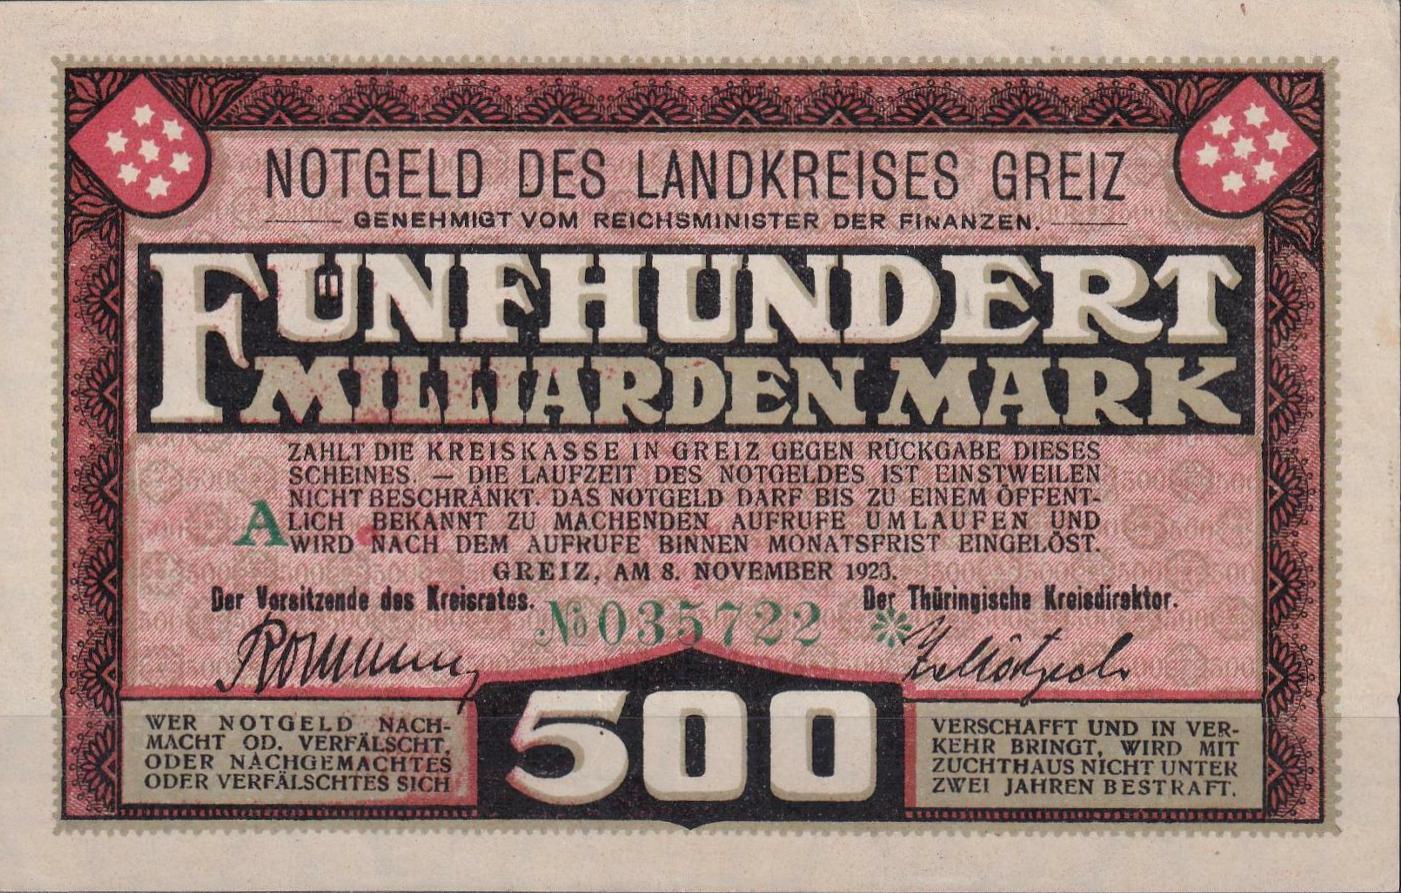 NOTGELD DES LANDKREISES GREIZ
GENEHMIGT VOM REICHSMINISTER DER FINANZEN.
FÜNFHUNDERT
MILLIARDEN MARK
ZAHLT DIE KREISKASSE IN GREIZ GEGEN RÜCKGABE DIESES
SCHEINES. — DIE LAUFZEIT DES NOTGELDES IST EINSTWEILEN
NICHT BESCHRÄNKT. DAS NOTGELD DARF BIS ZU EINEM ÖFFENT-
LICH BEKANNT ZU MACHENDEN AUFRUFE UMLAUFEN UND
WIRD NACH DEM AUFRUFE BINNEN MONATSFRIST EINGELÖST.
A
GREIZ, AM 8. NOVEMBER 1923.
Der Vorsitzende des Kreisrates.
Der Thüringische Kreisdirektor.
№ 035722 *
500
WER NOTGELD NACH-
MACHT OD. VERFÄLSCHT,
ODER NACHGEMACHTES
ODER VERFÄLSCHTES SICH
VERSCHAFFT UND IN VER-
KEHR BRINGT, WIRD MIT
ZUCHTHAUS NICHT UNTER
ZWEI JAHREN BESTRAFT.